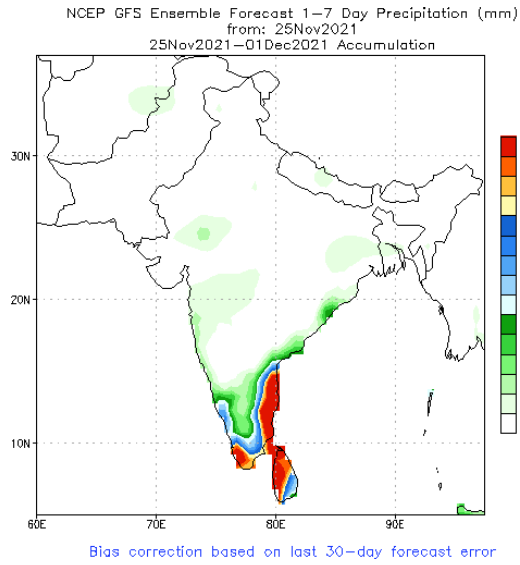 NCEP GFS Ensemble Forecast 1-7 Day Precipitation (mm)
from: 25Nov2021
25Nov2021-01Dec2021 Accumulation
30N
20N
10N
60E
70E
80E
90E
Bias correction based on last 30-day forecast error